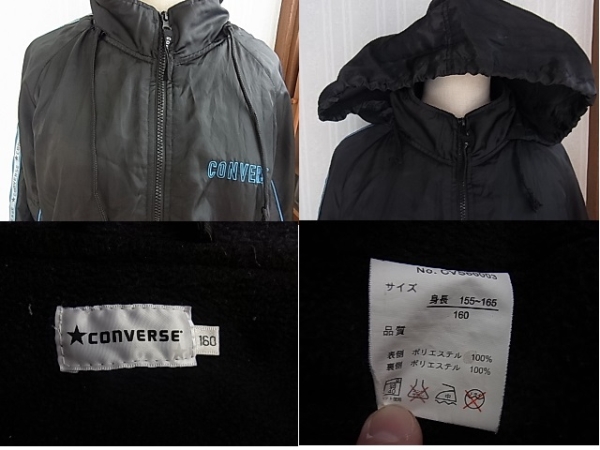 CONVER
★CONVERSE
160
サイズ
身長 155~165
160
品質
表側 ポリエステル 100%
裏側 ポリエステル 100%